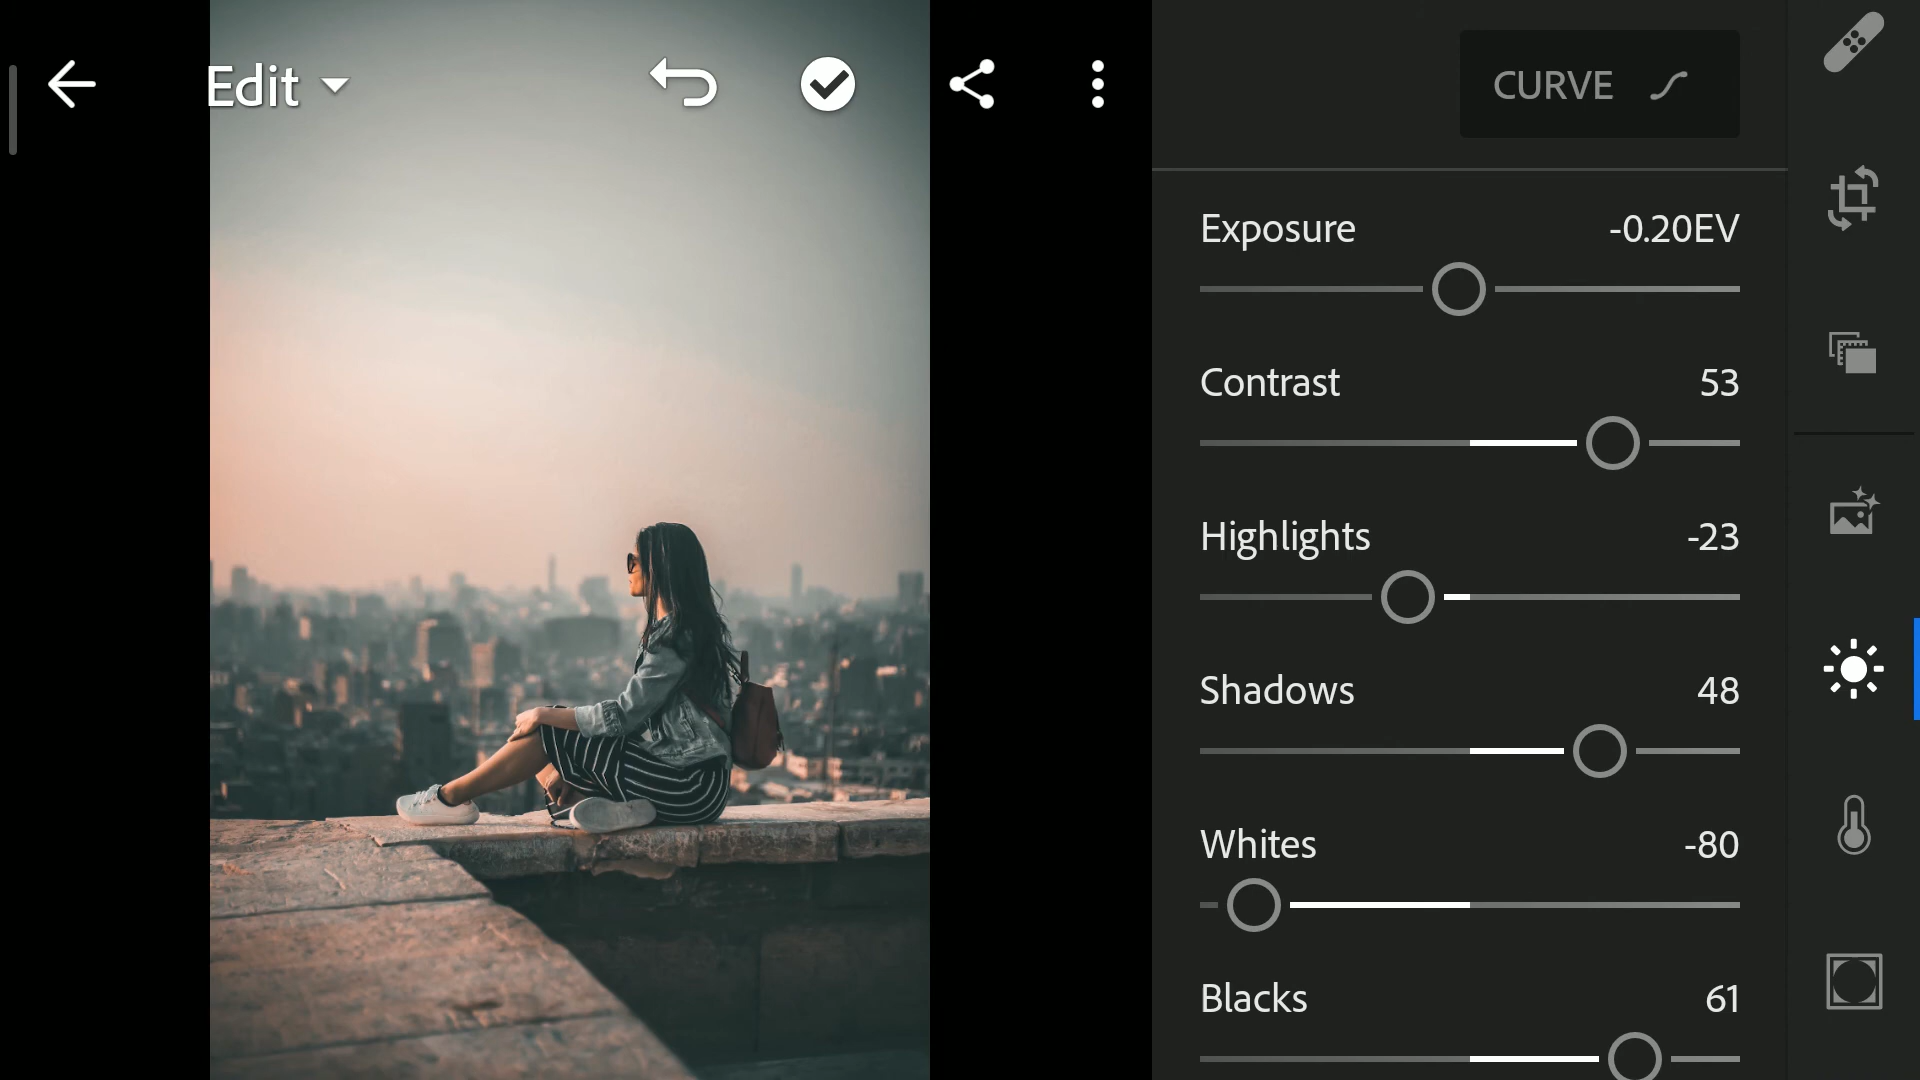 Edit
CURVE
Exposure -0.20EV
Contrast 53
Highlights -23
Shadows 48
Whites -80
Blacks 61